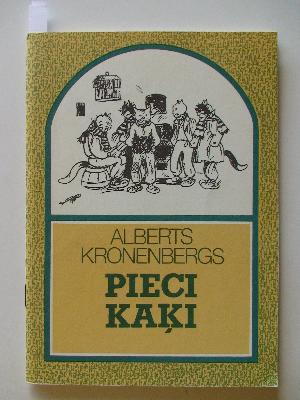 ALBERTS
KRONENBERGS
PIECI
KAĶI